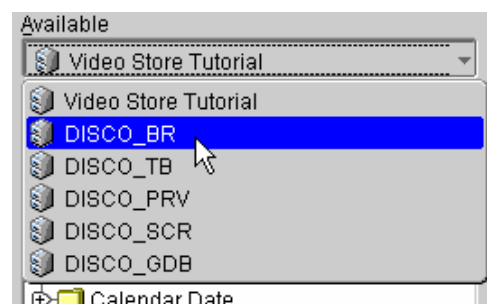 Available
Video Store Tutorial
Video Store Tutorial
DISCO_BR
DISCO_TB
DISCO_PRV
DISCO_SCR
DISCO_GDB
Calendar Date